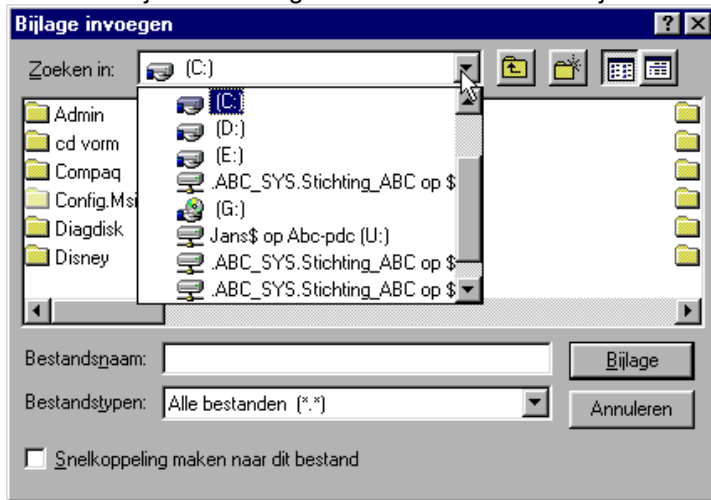 Bijlage invoegen
Zoeken in: (C:)
Admin
cd vorm
Compaq
Config.Msi
Diagdisk
Disney
(C:
(D:)
(E:)
.ABC_SYS.Stichting_ABC op $
(G:)
Jans$ op Abc-pdc (U:)
.ABC_SYS.Stichting_ABC op $
.ABC_SYS.Stichting_ABC op $
Bestandsnaam:
Bijlage
Bestandstypen: Alle bestanden (*.*)
Annuleren
Snelkoppeling maken naar dit bestand